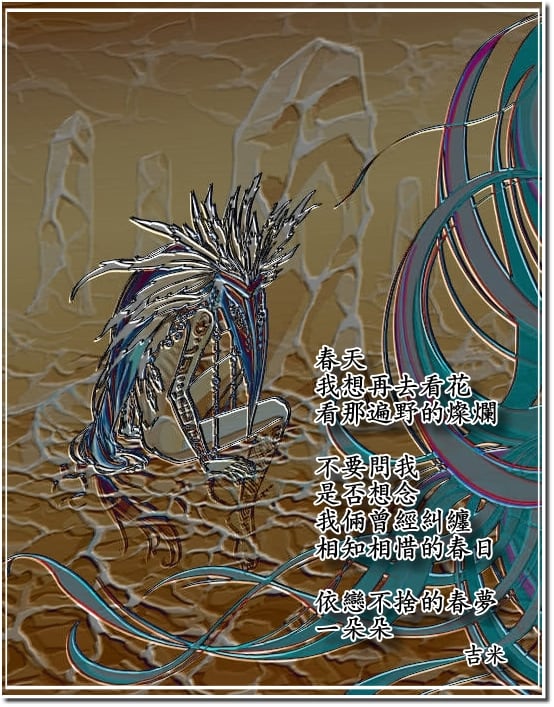 春天
我想再去看花
看那遍野的燦爛
不要問我
是否想念
我倆曾經糾纏
相知相惜的春日
依戀不捨的春夢
一朵朵
吉米